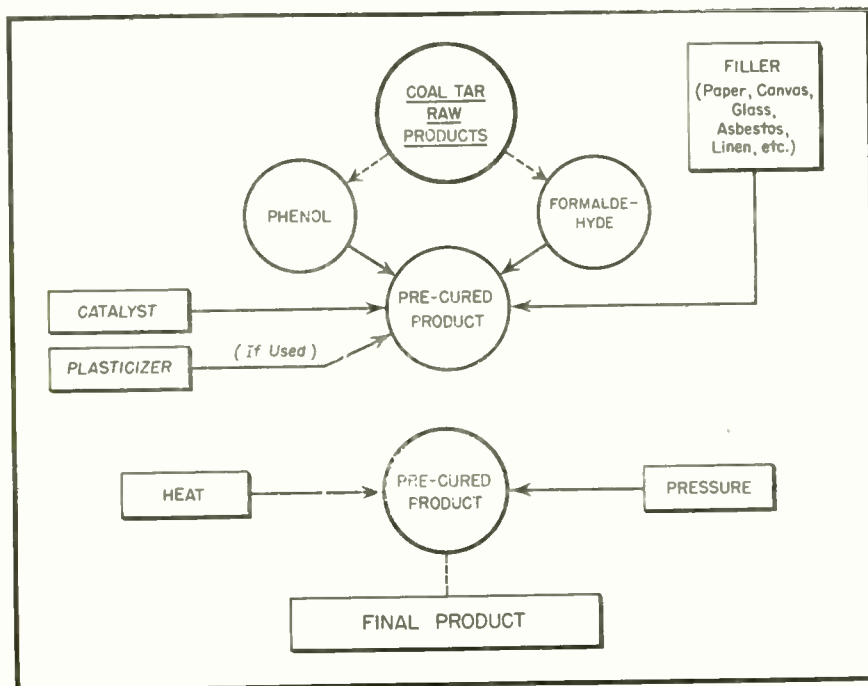 COAL TAR
RAW
PRODUCTS
FILLER
(Paper, Canvas,
Glass,
Asbestos,
Linen, etc.)
PHENOL
FORMALDE-
HYDE
PRE-CURED
PRODUCT
CATALYST
PLASTICIZER
(If Used)
HEAT
PRE-CURED
PRODUCT
PRESSURE
FINAL PRODUCT